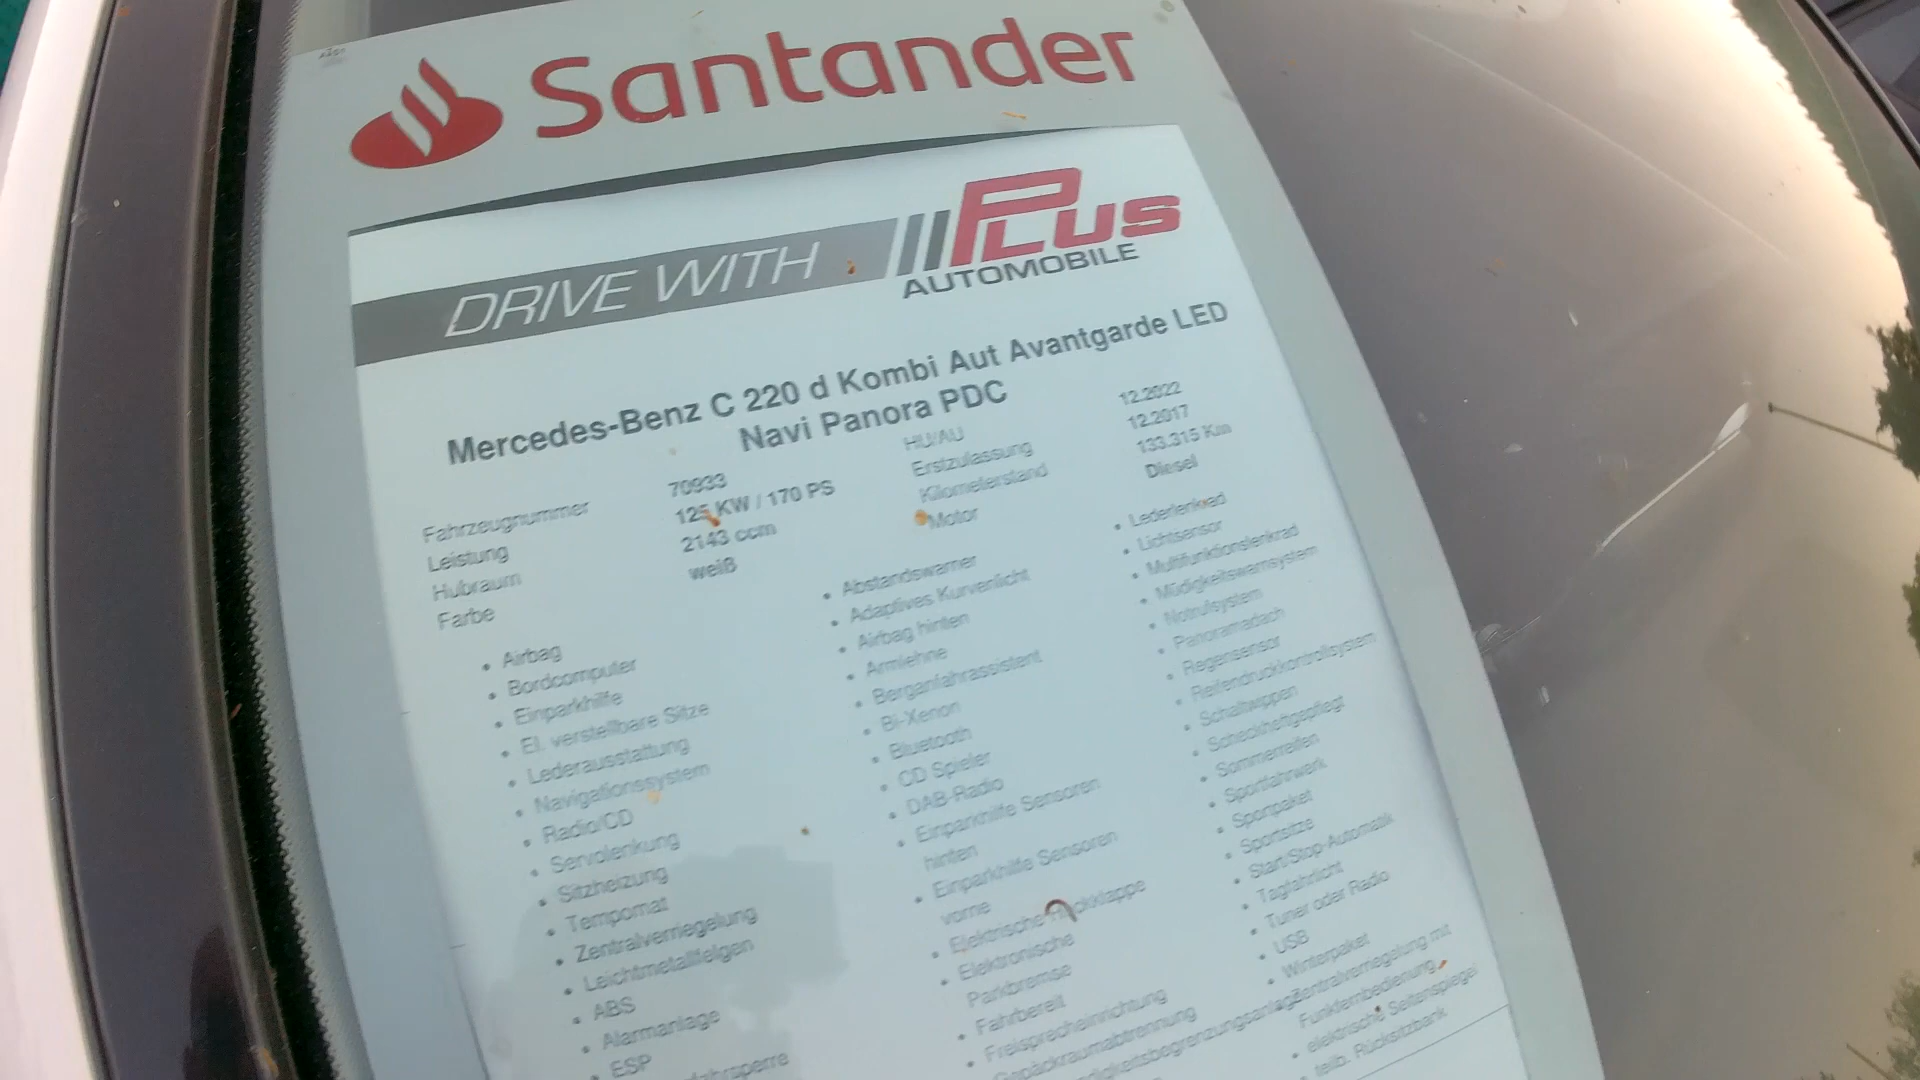 Santander
DRIVE WITH
PLUS
AUTOMOBILE
Mercedes-Benz C 220 d Kombi Aut Avantgarde LED
Navi Panora PDC
Fahrzeugnummer 70933
Leistung 125 KW / 170 PS
Hubraum 2143 ccm
Farbe weiß
HU/AU 12.2022
Erstzulassung 12.2017
Kilometerstand 133.315 Km
Motor Diesel
• Airbag
• Bordcomputer
• Einparkhilfe
• El. verstellbare Sitze
• Lederausstattung
• Navigationssystem
• Radio/CD
• Servolenkung
• Sitzheizung
• Tempomat
• Zentralverriegelung
• Leichtmetallfelgen
• ABS
• Alarmanlage
• ESP
• Abstandswarner
• Adaptives Kurvenlicht
• Airbag hinten
• Armlehne
• Berganfahrassistent
• Bi-Xenon
• Bluetooth
• CD Spieler
• DAB-Radio
• Einparkhilfe Sensoren
hinten
• Einparkhilfe Sensoren
vorne
• Elektrische Heckklappe
• Elektronische
Parkbremse
• Fahrbereit
• Freisprecheinrichtung
• Lederlenkrad
• Lichtsensor
• Multifunktionslenkrad
• Müdigkeitswarnsystem
• Notrufsystem
• Panoramadach
• Regensensor
• Reifendruckkontrollsystem
• Schaltwippen
• Scheckheftgepflegt
• Sommerreifen
• Sportfahrwerk
• Sportpaket
• Sportsitze
• Start/Stop-Automatik
• Tagfahrlicht
• Tuner oder Radio
• USB
• Winterpaket
• Zentralverriegelung mit
Funkfernbedienung
• elektrische Seitenspiegel
• teilb. Rücksitzbank